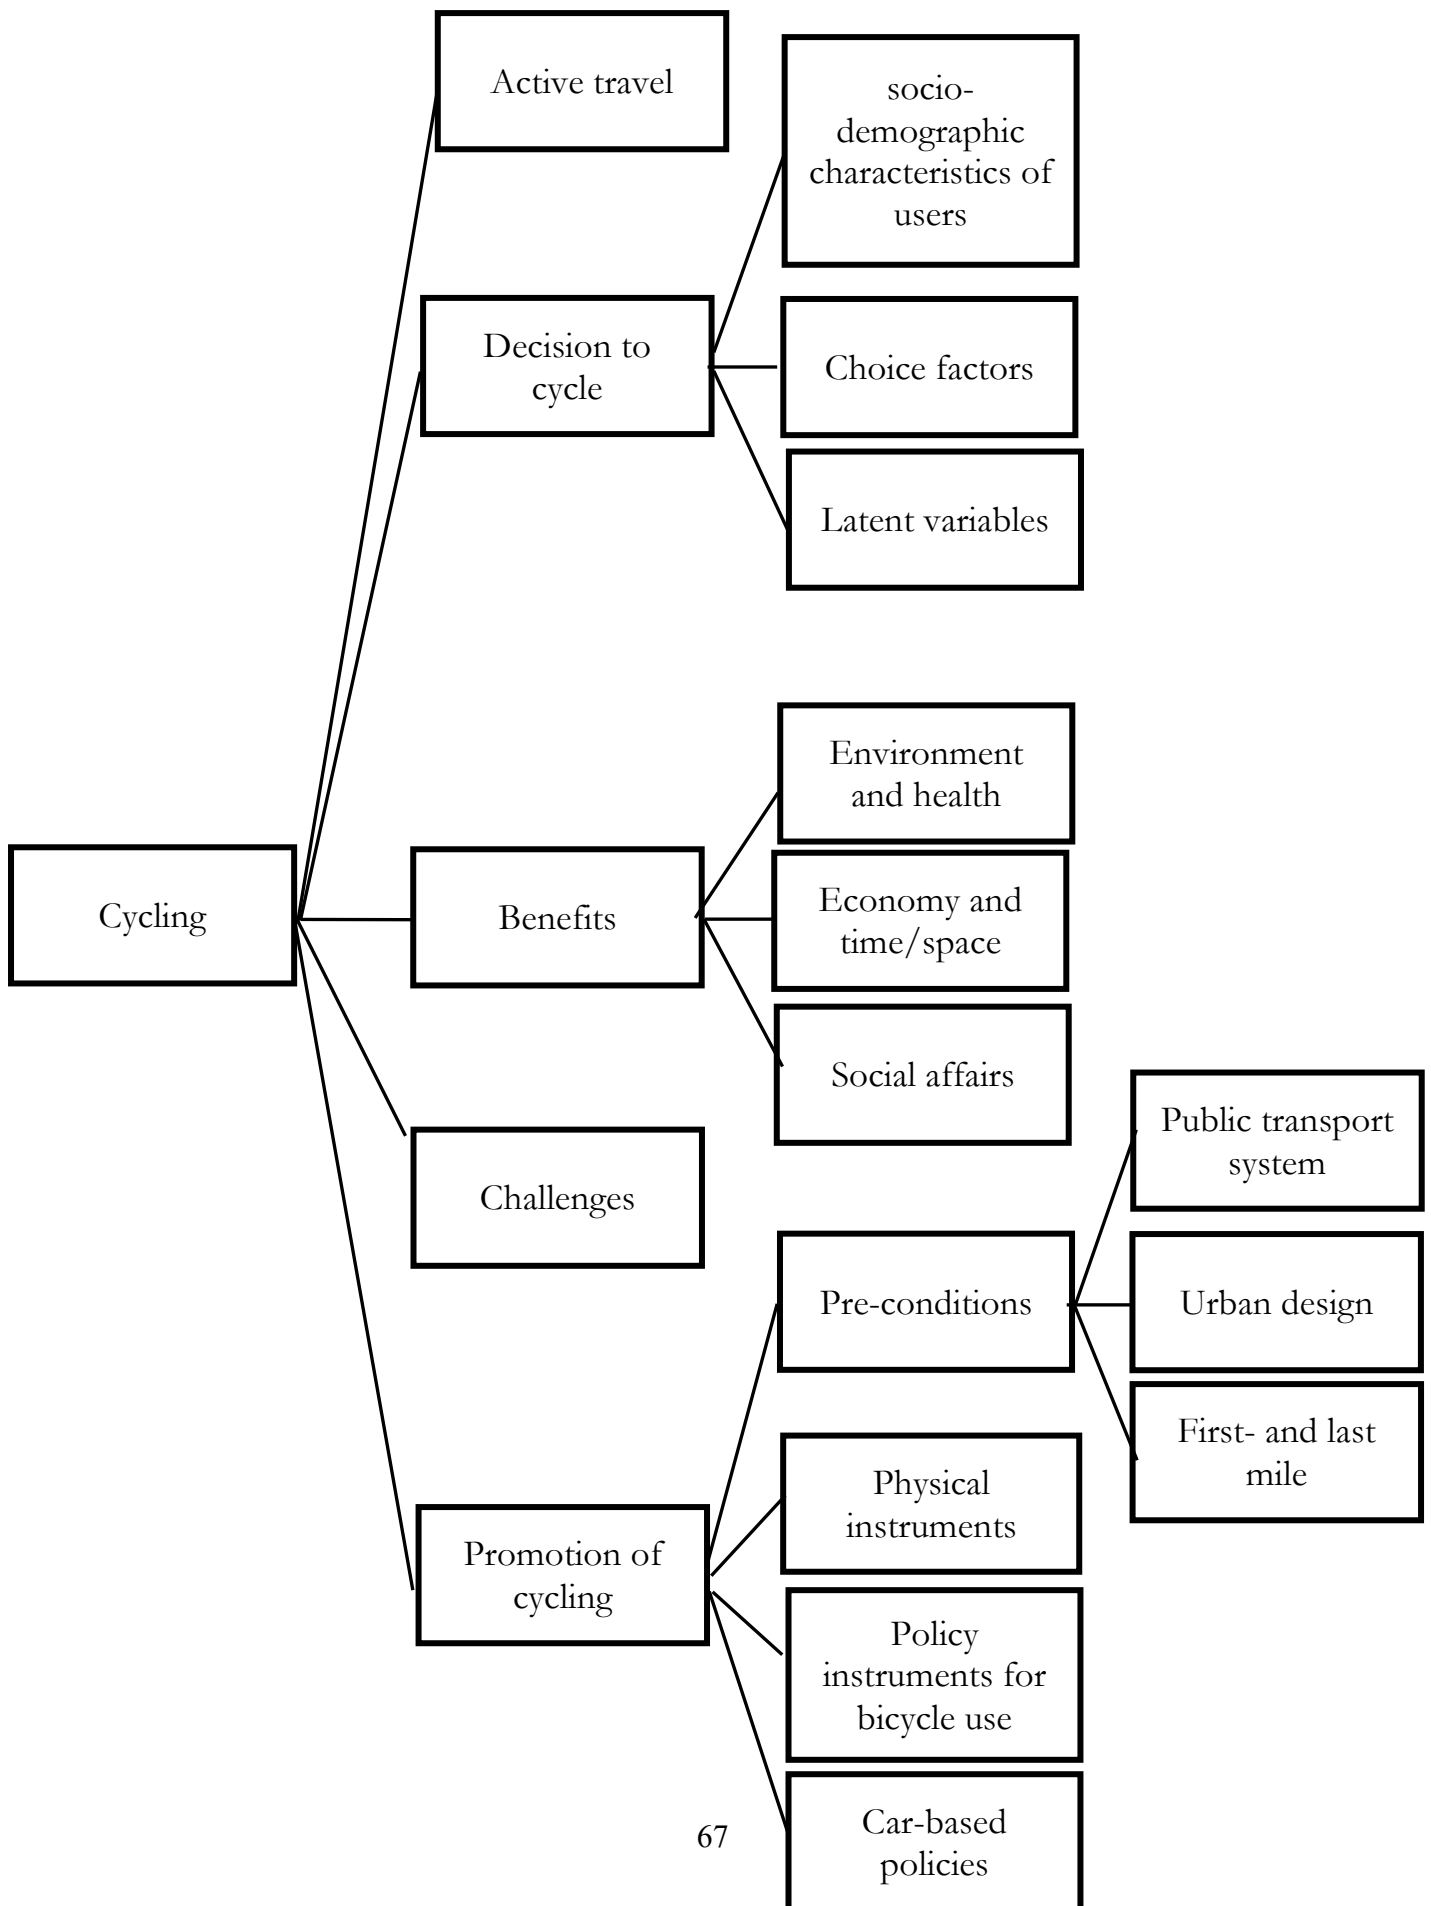 Active travel
socio-
demographic
characteristics of
users
Decision to
cycle
Choice factors
Latent variables
Environment
and health
Cycling
Benefits
Economy and
time/space
Social affairs
Public transport
system
Challenges
Pre-conditions
Urban design
First- and last
mile
Physical
instruments
Promotion of
cycling
Policy
instruments for
bicycle use
Car-based
policies
67